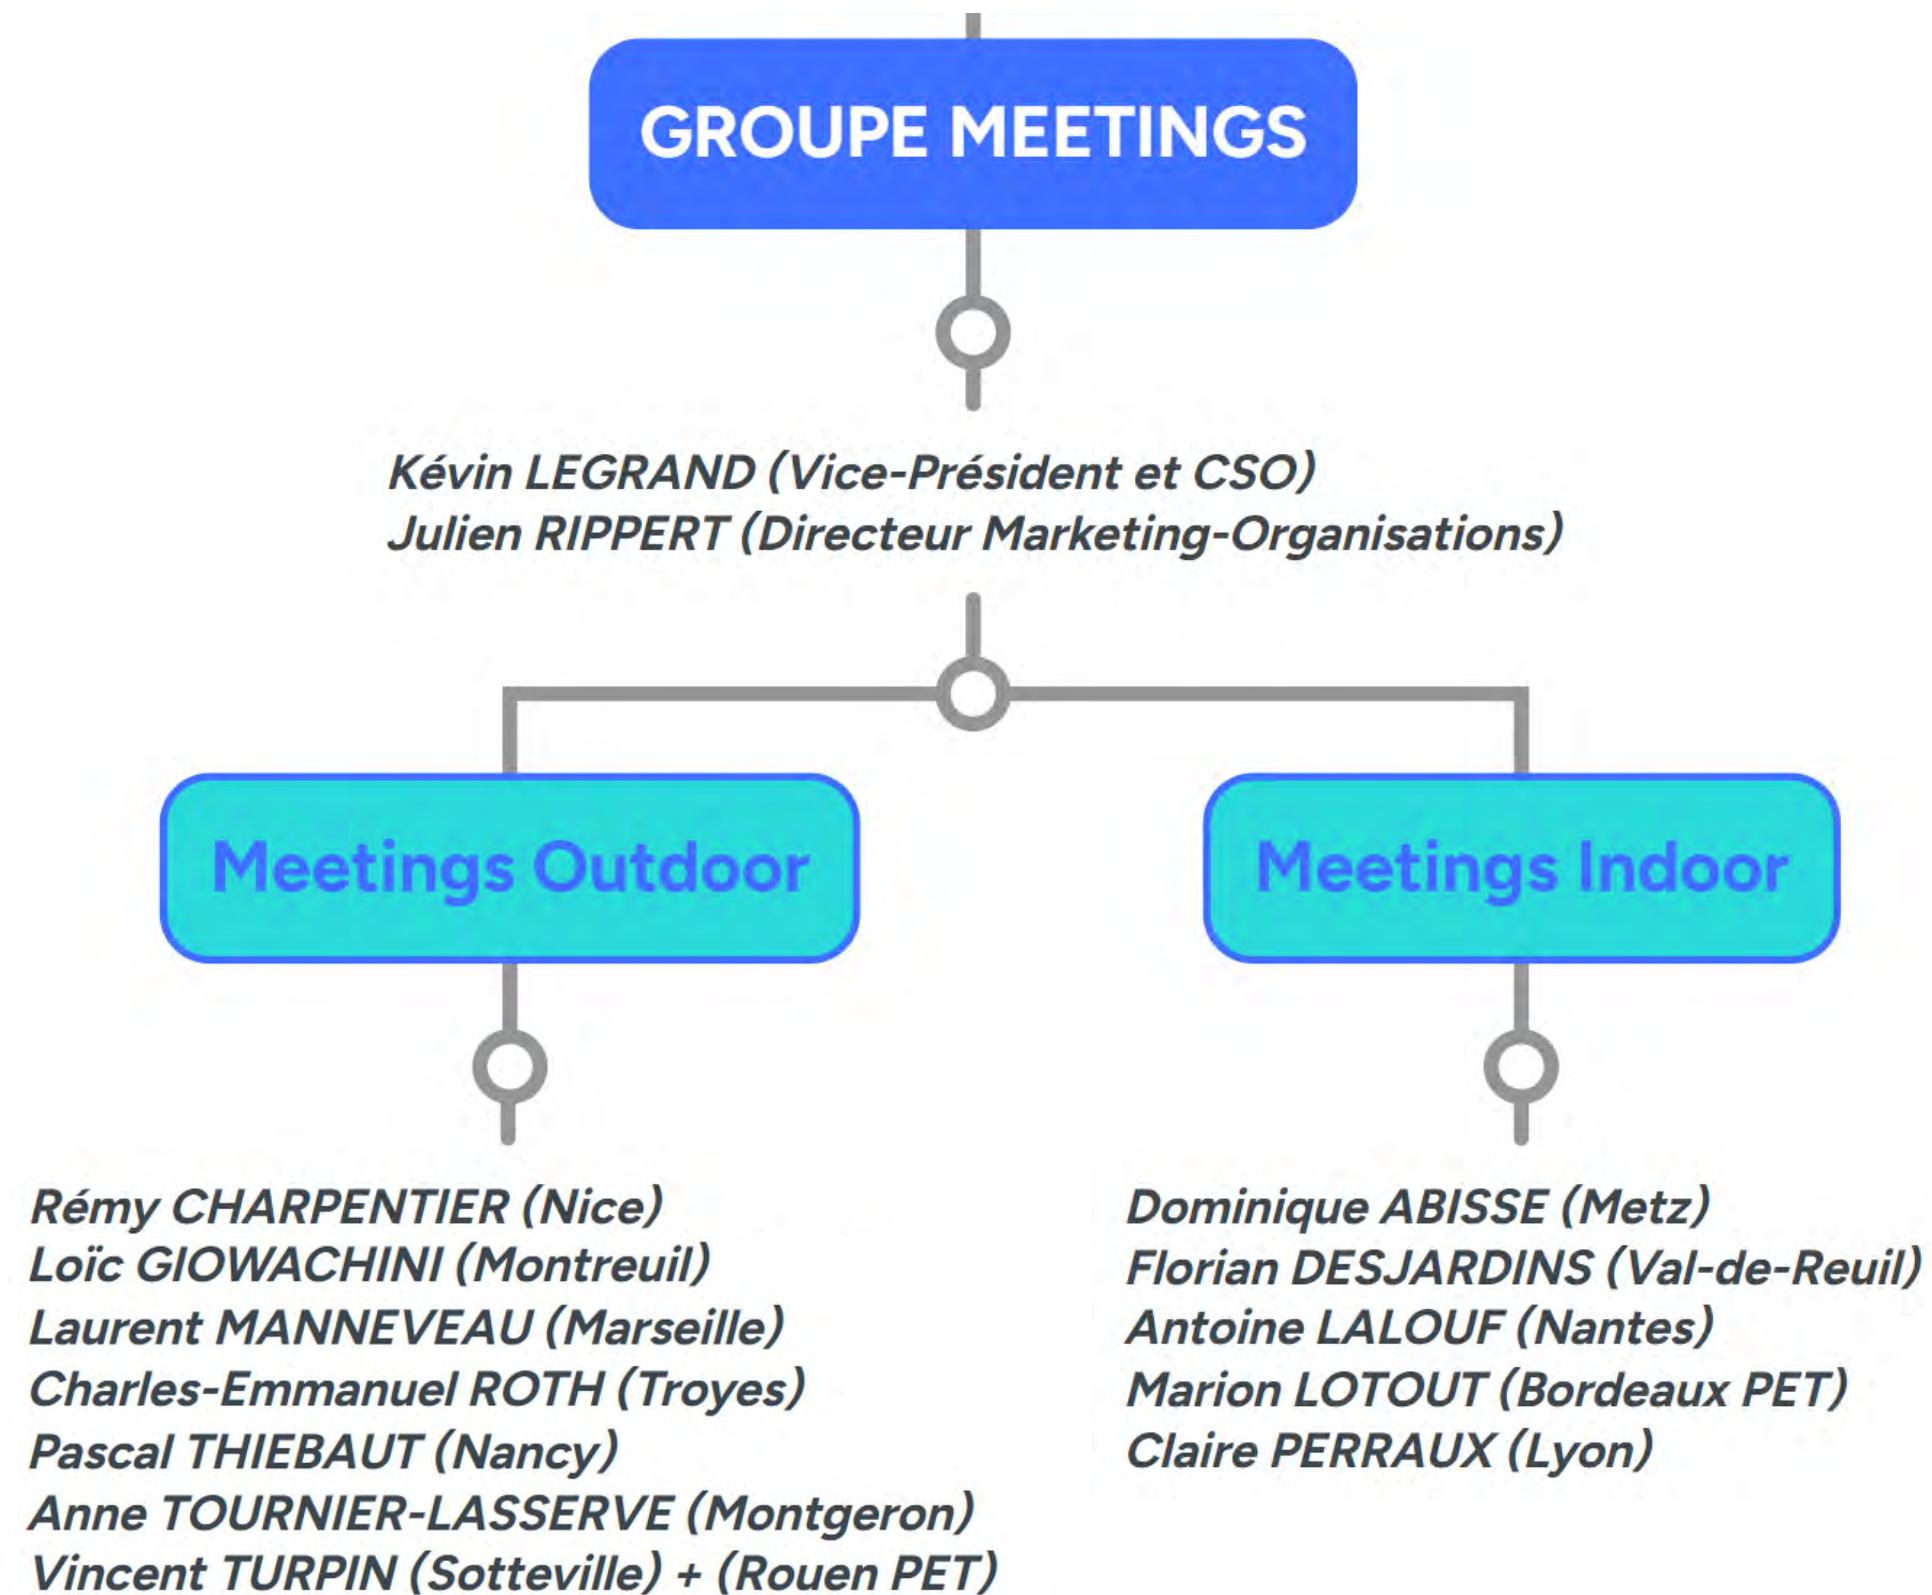 GROUPE MEETINGS
Kévin LEGRAND (Vice-Président et CSO)
Julien RIPPERT (Directeur Marketing-Organisations)
Meetings Outdoor
Rémy CHARPENTIER (Nice)
Loïc GIOWACHINI (Montreuil)
Laurent MANNEVEAU (Marseille)
Charles-Emmanuel ROTH (Troyes)
Pascal THIEBAUT (Nancy)
Anne TOURNIER-LASSERVE (Montgeron)
Vincent TURPIN (Sotteville) + (Rouen PET)
Meetings Indoor
Dominique ABISSE (Metz)
Florian DESJARDINS (Val-de-Reuil)
Antoine LALOUF (Nantes)
Marion LOTOUT (Bordeaux PET)
Claire PERRAUX (Lyon)